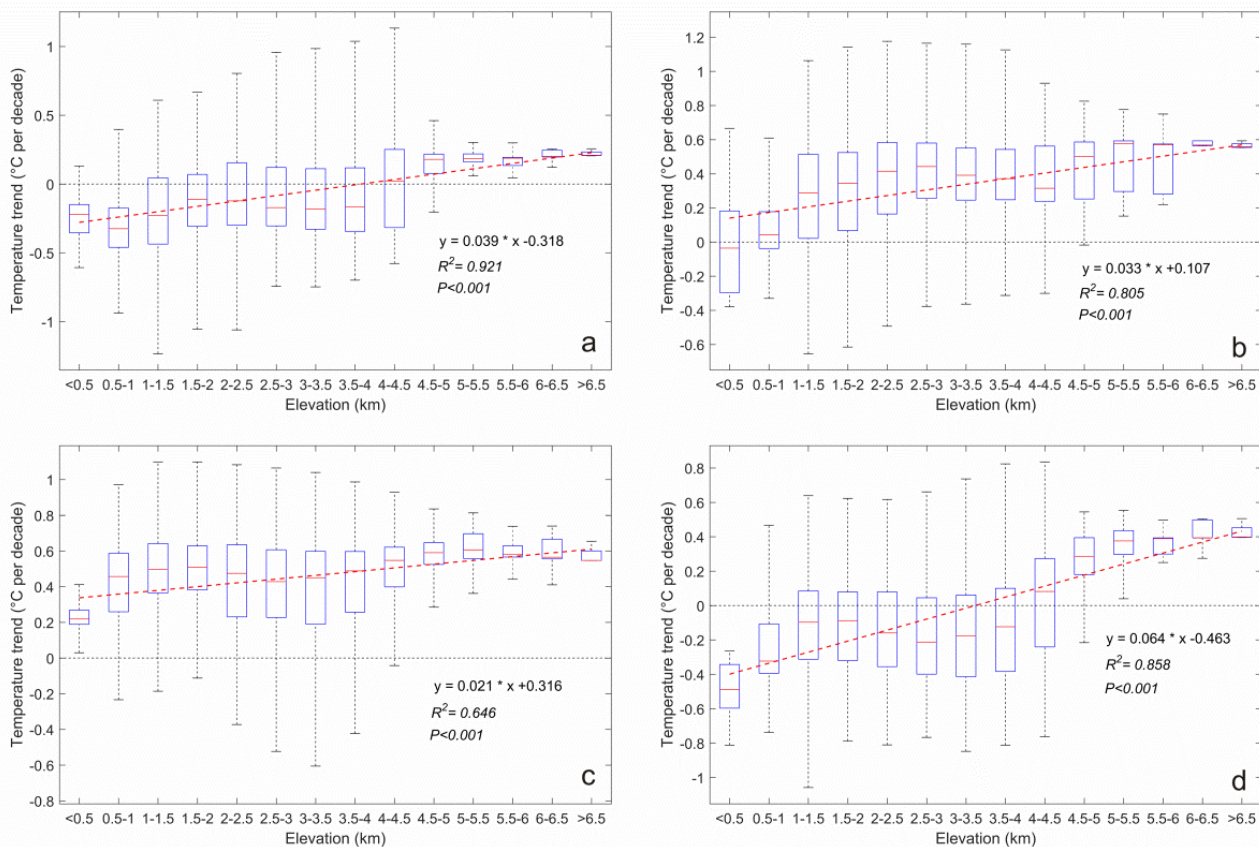 1
0.5
0
-0.5
-1
Temperature trend (°C per decade)
y = 0.039 * x -0.318
R²= 0.921
P<0.001
a
<0.5 0.5-1 1-1.5 1.5-2 2-2.5 2.5-3 3-3.5 3.5-4 4-4.5 4.5-5 5-5.5 5.5-6 6-6.5 >6.5
Elevation (km)
1.2
1
0.8
0.6
0.4
0.2
0
-0.2
-0.4
-0.6
Temperature trend (°C per decade)
y = 0.033 * x +0.107
R²= 0.805
P<0.001
b
<0.5 0.5-1 1-1.5 1.5-2 2-2.5 2.5-3 3-3.5 3.5-4 4-4.5 4.5-5 5-5.5 5.5-6 6-6.5 >6.5
Elevation (km)
1
0.8
0.6
0.4
0.2
0
-0.2
-0.4
-0.6
-0.8
Temperature trend (°C per decade)
y = 0.021 * x +0.316
R²= 0.646
P<0.001
c
<0.5 0.5-1 1-1.5 1.5-2 2-2.5 2.5-3 3-3.5 3.5-4 4-4.5 4.5-5 5-5.5 5.5-6 6-6.5 >6.5
Elevation (km)
0.8
0.6
0.4
0.2
0
-0.2
-0.4
-0.6
-0.8
-1
Temperature trend (°C per decade)
y = 0.064 * x -0.463
R²= 0.858
P<0.001
d
<0.5 0.5-1 1-1.5 1.5-2 2-2.5 2.5-3 3-3.5 3.5-4 4-4.5 4.5-5 5-5.5 5.5-6 6-6.5 >6.5
Elevation (km)